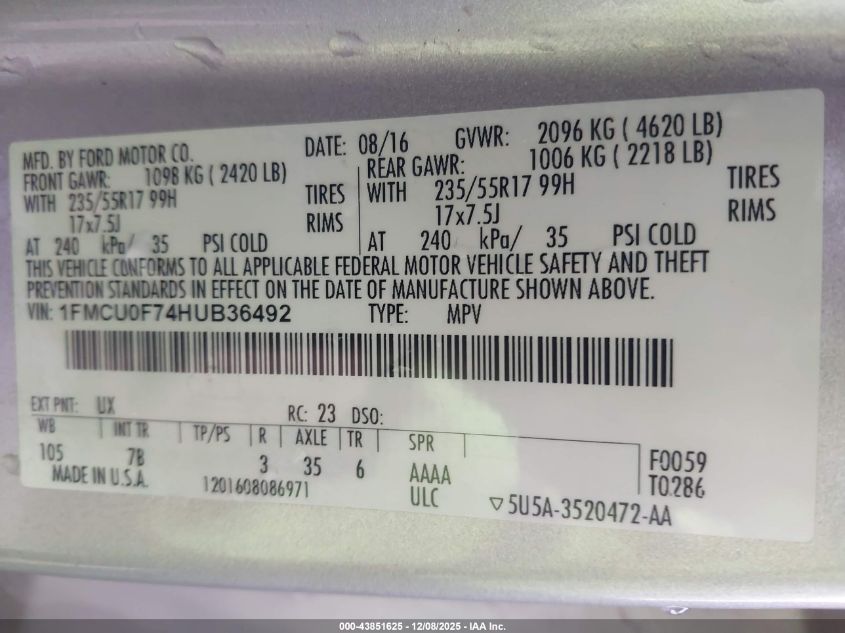 MFD. BY FORD MOTOR CO.
DATE: 08/16 GVWR: 2096 KG ( 4620 LB)
FRONT GAWR: 1098 KG ( 2420 LB)
REAR GAWR: 1006 KG ( 2218 LB)
WITH 235/55R17 99H TIRES
WITH 235/55R17 99H TIRES
17x7.5J RIMS
17x7.5J RIMS
AT 240 kPa/ 35 PSI COLD
AT 240 kPa/ 35 PSI COLD
THIS VEHICLE CONFORMS TO ALL APPLICABLE FEDERAL MOTOR VEHICLE SAFETY AND THEFT
PREVENTION STANDARDS IN EFFECT ON THE DATE OF MANUFACTURE SHOWN ABOVE.
VIN: 1FMCU0F74HUB36492 TYPE: MPV
EXT PNT: UX RC: 23 DSO:
WB INT TR TP/PS R AXLE TR SPR
105 7B 3 35 6 AAAA F0059
MADE IN U.S.A. 1201608086971 ULC T0286
▽5U5A-3520472-AA
000-43851625 - 12/08/2025 - IAA Inc.